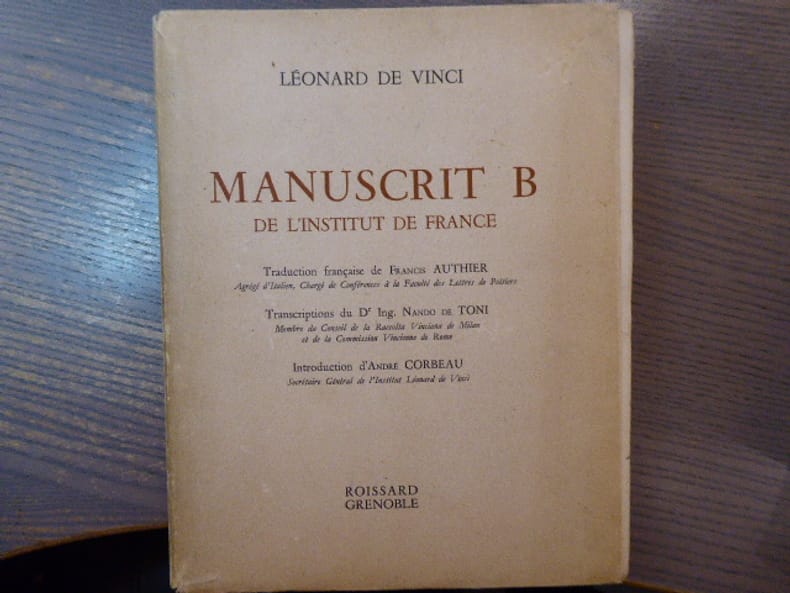 LÉONARD DE VINCI
MANUSCRIT B
DE L'INSTITUT DE FRANCE
Traduction française de FRANCIS AUTHIER
Agrégé d'Italien, Chargé de Conférences à la Faculté des Lettres de Poitiers
Transcriptions du Dr Ing. NANDO DE TONI
Membre du Conseil de la Raccolta Vinciana de Milan
et de la Commission Vincienne de Rome
Introduction d'ANDRÉ CORBEAU
Secrétaire Général de l'Institut Léonard de Vinci
ROISSARD
GRENOBLE